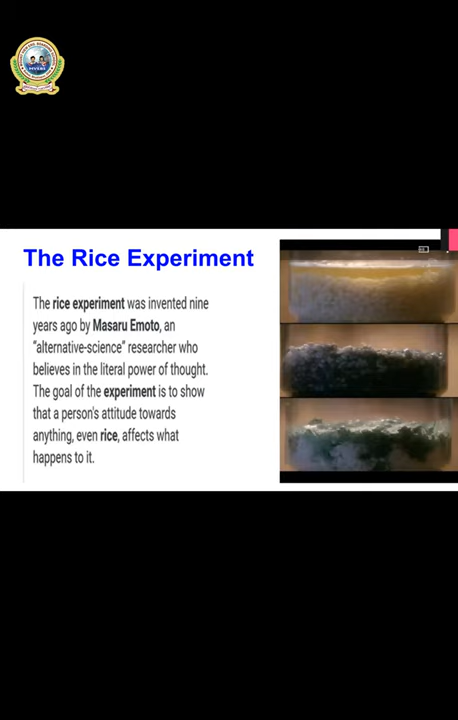 The Rice Experiment
The rice experiment was invented nine
years ago by Masaru Emoto, an
“alternative-science” researcher who
believes in the literal power of thought.
The goal of the experiment is to show
that a person's attitude towards
anything, even rice, affects what
happens to it.